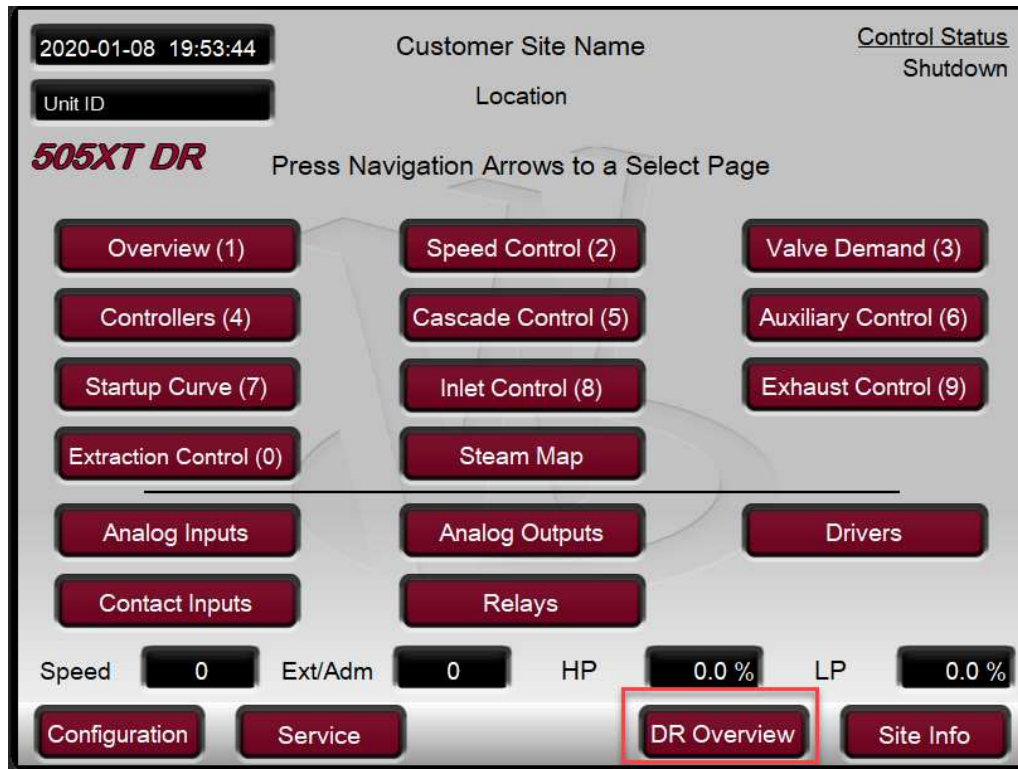 2020-01-08 19:53:44
Customer Site Name
Control Status
Shutdown
Unit ID
Location
505XT DR
Press Navigation Arrows to a Select Page
Overview (1)
Speed Control (2)
Valve Demand (3)
Controllers (4)
Cascade Control (5)
Auxiliary Control (6)
Startup Curve (7)
Inlet Control (8)
Exhaust Control (9)
Extraction Control (0)
Steam Map
Analog Inputs
Analog Outputs
Drivers
Contact Inputs
Relays
Speed 0 Ext/Adm 0 HP 0.0 % LP 0.0 %
Configuration
Service
DR Overview
Site Info